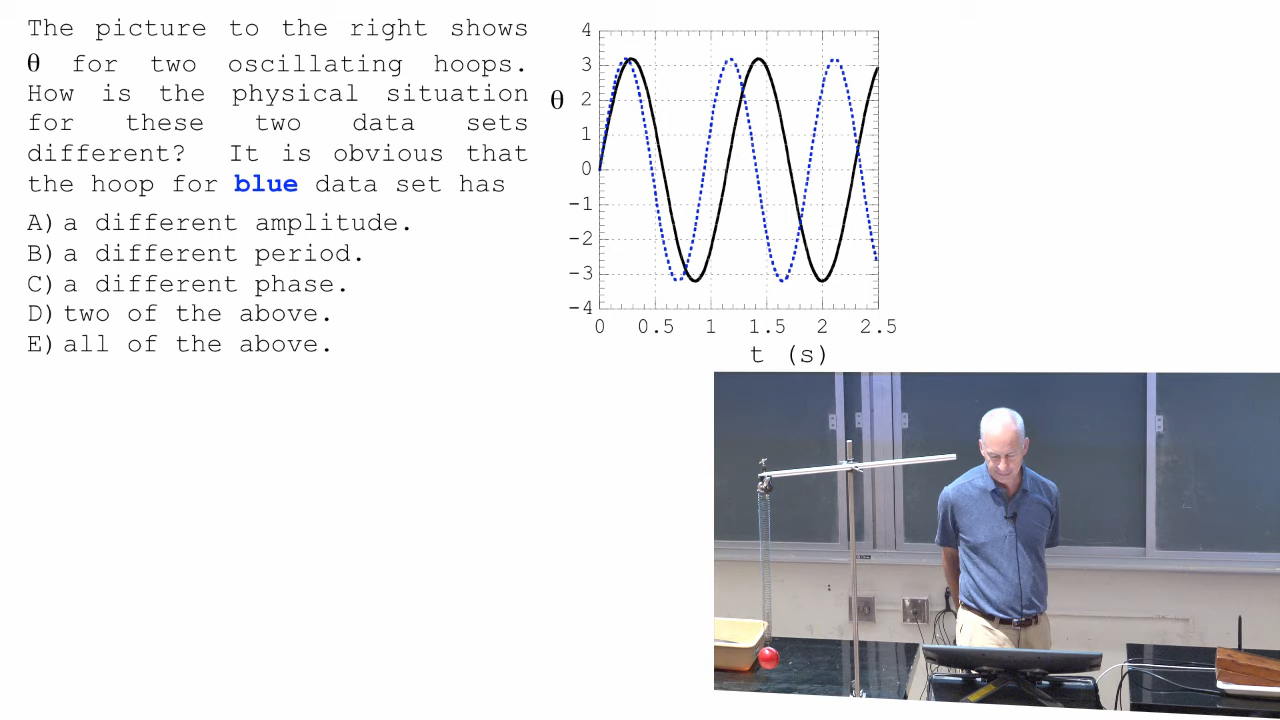 The picture to the right shows
θ for two oscillating hoops.
How is the physical situation
for these two data sets
different? It is obvious that
the hoop for blue data set has
A) a different amplitude.
B) a different period.
C) a different phase.
D) two of the above.
E) all of the above.
4
3
2
1
0
-1
-2
-3
-4
θ
0 0.5 1 1.5 2 2.5
t (s)